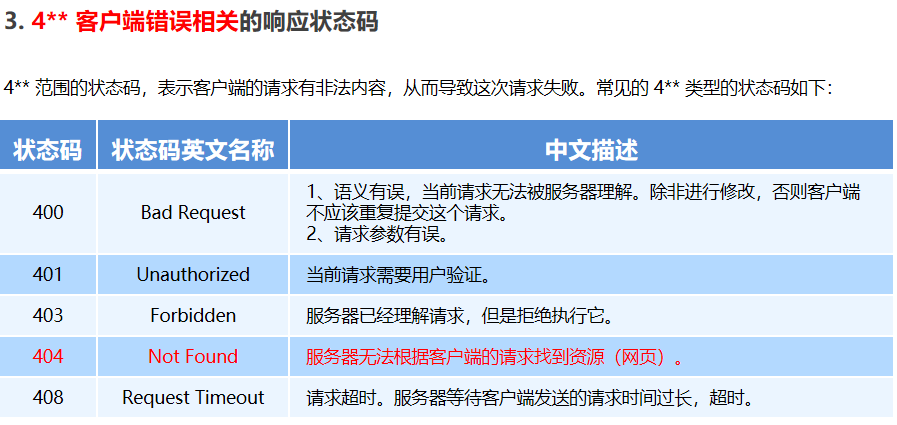 3. 4** 客户端错误相关的响应状态码
4** 范围的状态码，表示客户端的请求有非法内容，从而导致这次请求失败。常见的 4** 类型的状态码如下：
状态码 状态码英文名称 中文描述
400 Bad Request 1、语义有误，当前请求无法被服务器理解。除非进行修改，否则客户端
不应该重复提交这个请求。
2、请求参数有误。
401 Unauthorized 当前请求需要用户验证。
403 Forbidden 服务器已经理解请求，但是拒绝执行它。
404 Not Found 服务器无法根据客户端的请求找到资源（网页）。
408 Request Timeout 请求超时。服务器等待客户端发送的请求时间过长，超时。